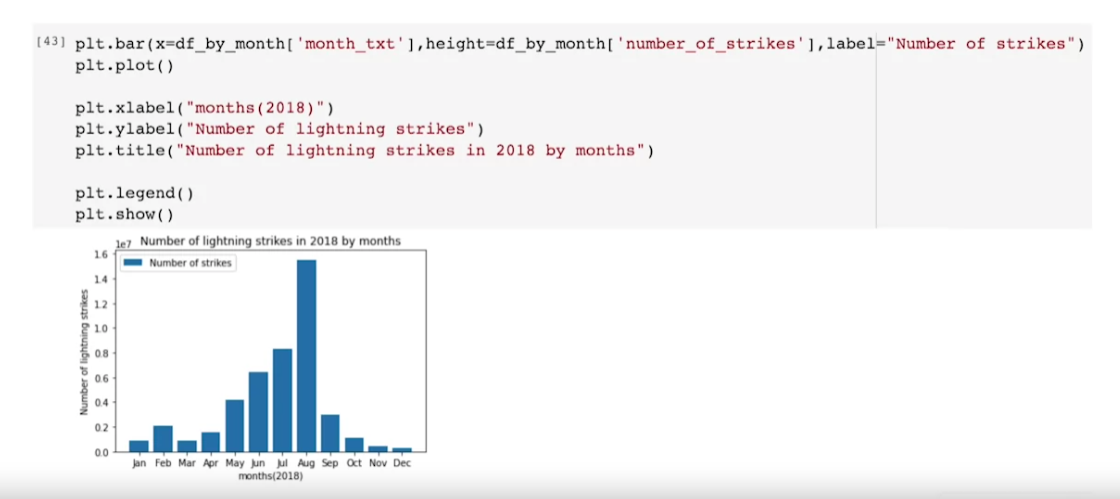 [43] plt.bar(x=df_by_month['month_txt'],height=df_by_month['number_of_strikes'],label="Number of strikes")
plt.plot()
plt.xlabel("months(2018)")
plt.ylabel("Number of lightning strikes")
plt.title("Number of lightning strikes in 2018 by months")
plt.legend()
plt.show()
1e7 Number of lightning strikes in 2018 by months
Number of strikes
Number of lightning strikes
1.6
1.4
1.2
1.0
0.8
0.6
0.4
0.2
0.0
Jan Feb Mar Apr May Jun Jul Aug Sep Oct Nov Dec
months(2018)